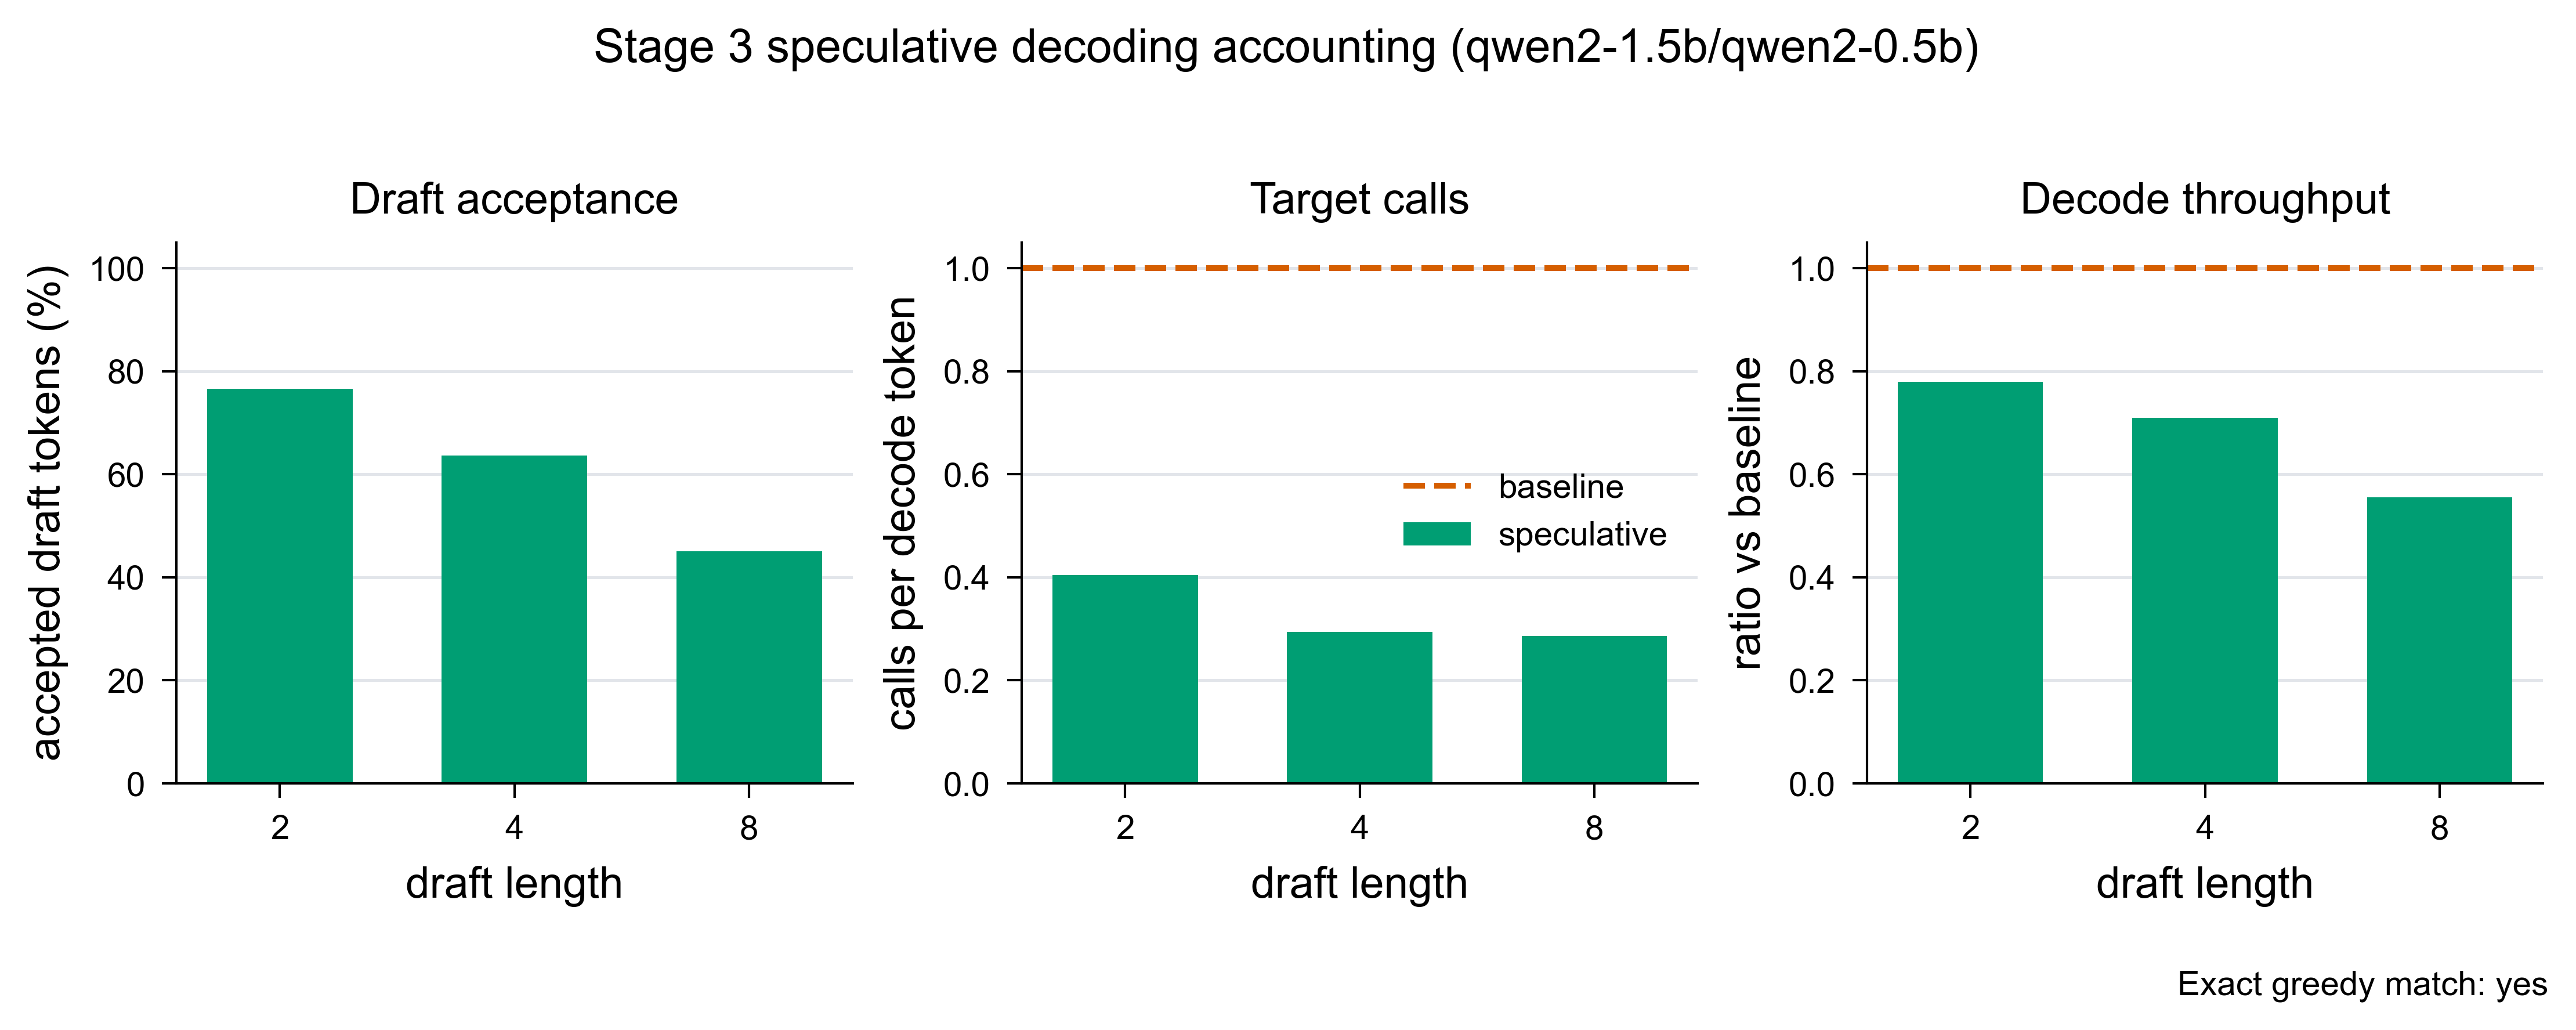 Stage 3 speculative decoding accounting (qwen2-1.5b/qwen2-0.5b)
Draft acceptance
accepted draft tokens (%)
100
80
60
40
20
0
2 4 8
draft length
Target calls
calls per decode token
1.0
0.8
0.6
0.4
0.2
0.0
baseline
speculative
2 4 8
draft length
Decode throughput
ratio vs baseline
1.0
0.8
0.6
0.4
0.2
0.0
2 4 8
draft length
Exact greedy match: yes